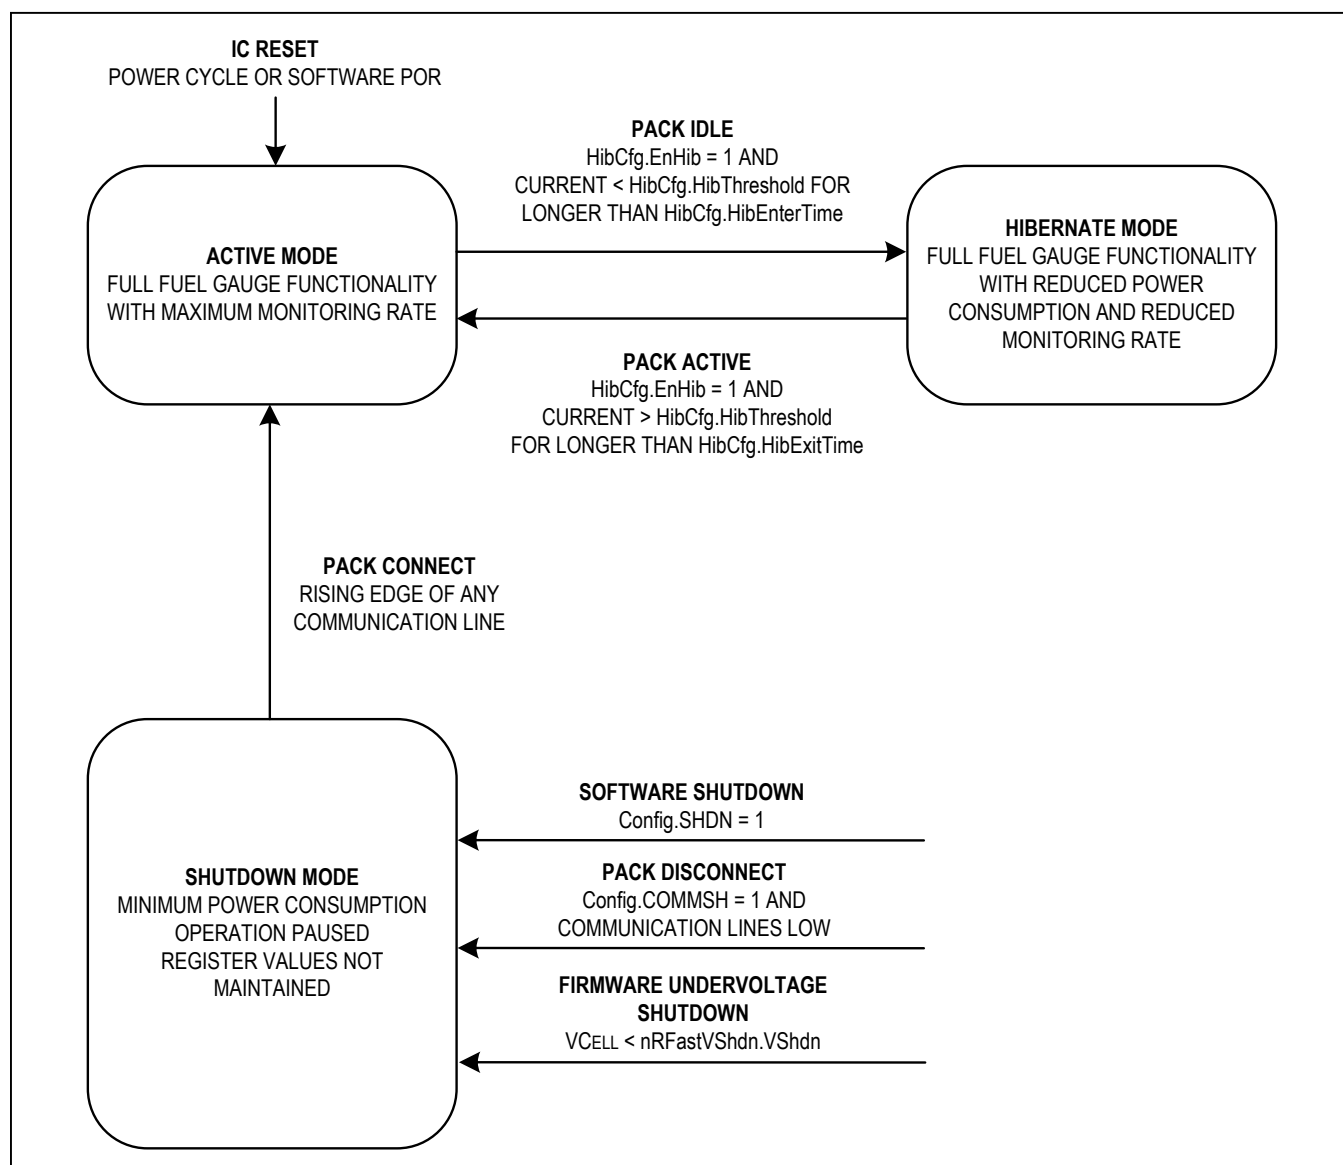 IC RESET
POWER CYCLE OR SOFTWARE POR
PACK IDLE
HibCfg.EnHib = 1 AND
CURRENT < HibCfg.HibThreshold FOR
LONGER THAN HibCfg.HibEnterTime
ACTIVE MODE
FULL FUEL GAUGE FUNCTIONALITY
WITH MAXIMUM MONITORING RATE
HIBERNATE MODE
FULL FUEL GAUGE FUNCTIONALITY
WITH REDUCED POWER
CONSUMPTION AND REDUCED
MONITORING RATE
PACK ACTIVE
HibCfg.EnHib = 1 AND
CURRENT > HibCfg.HibThreshold
FOR LONGER THAN HibCfg.HibExitTime
PACK CONNECT
RISING EDGE OF ANY
COMMUNICATION LINE
SHUTDOWN MODE
MINIMUM POWER CONSUMPTION
OPERATION PAUSED
REGISTER VALUES NOT
MAINTAINED
SOFTWARE SHUTDOWN
Config.SHDN = 1
PACK DISCONNECT
Config.COMMSH = 1 AND
COMMUNICATION LINES LOW
FIRMWARE UNDERVOLTAGE
SHUTDOWN
VCELL < nRFastVShdn.VShdn